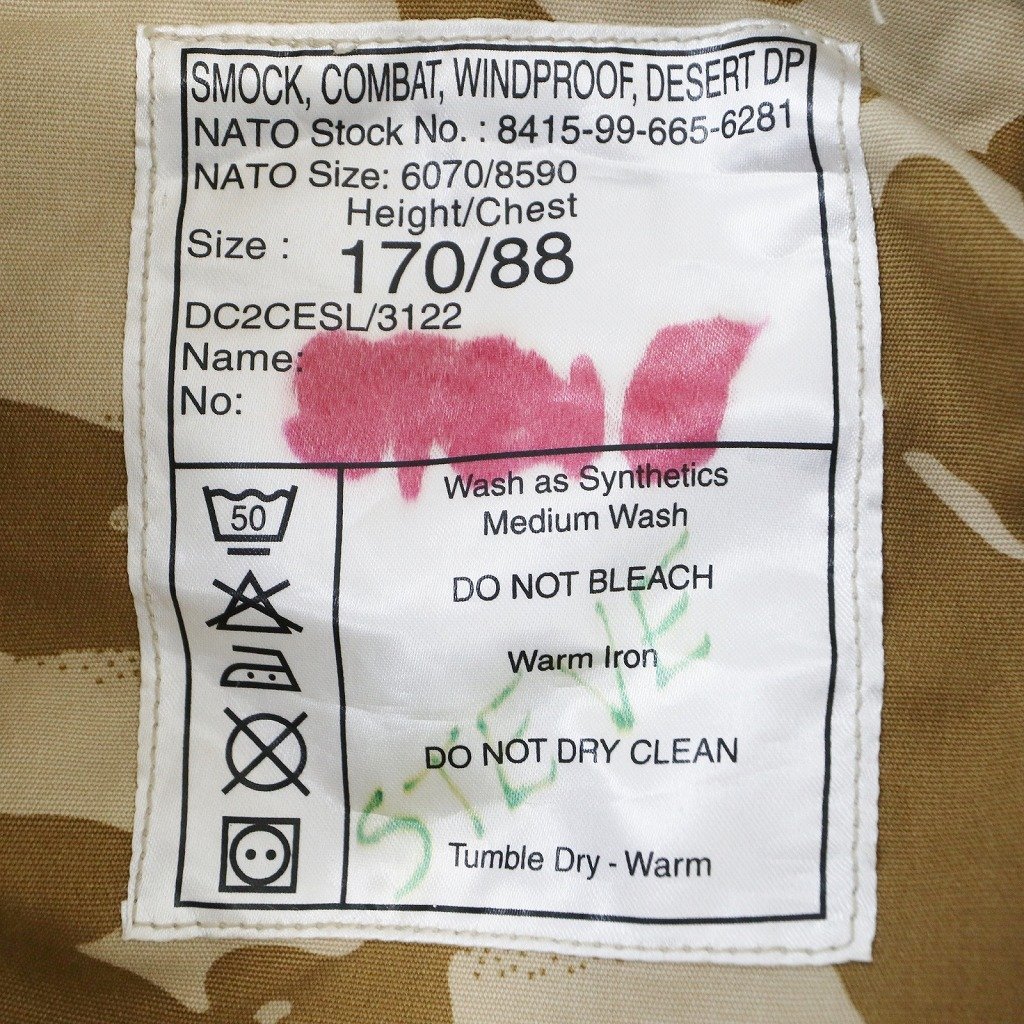 SMOCK, COMBAT, WINDPROOF, DESERT DP
NATO Stock No. : 8415-99-665-6281
NATO Size: 6070/8590
Height/Chest
Size : 170/88
DC2CESL/3122
Name:
No:
50
Wash as Synthetics
Medium Wash
DO NOT BLEACH
Warm Iron
DO NOT DRY CLEAN
Tumble Dry - Warm
STEVE